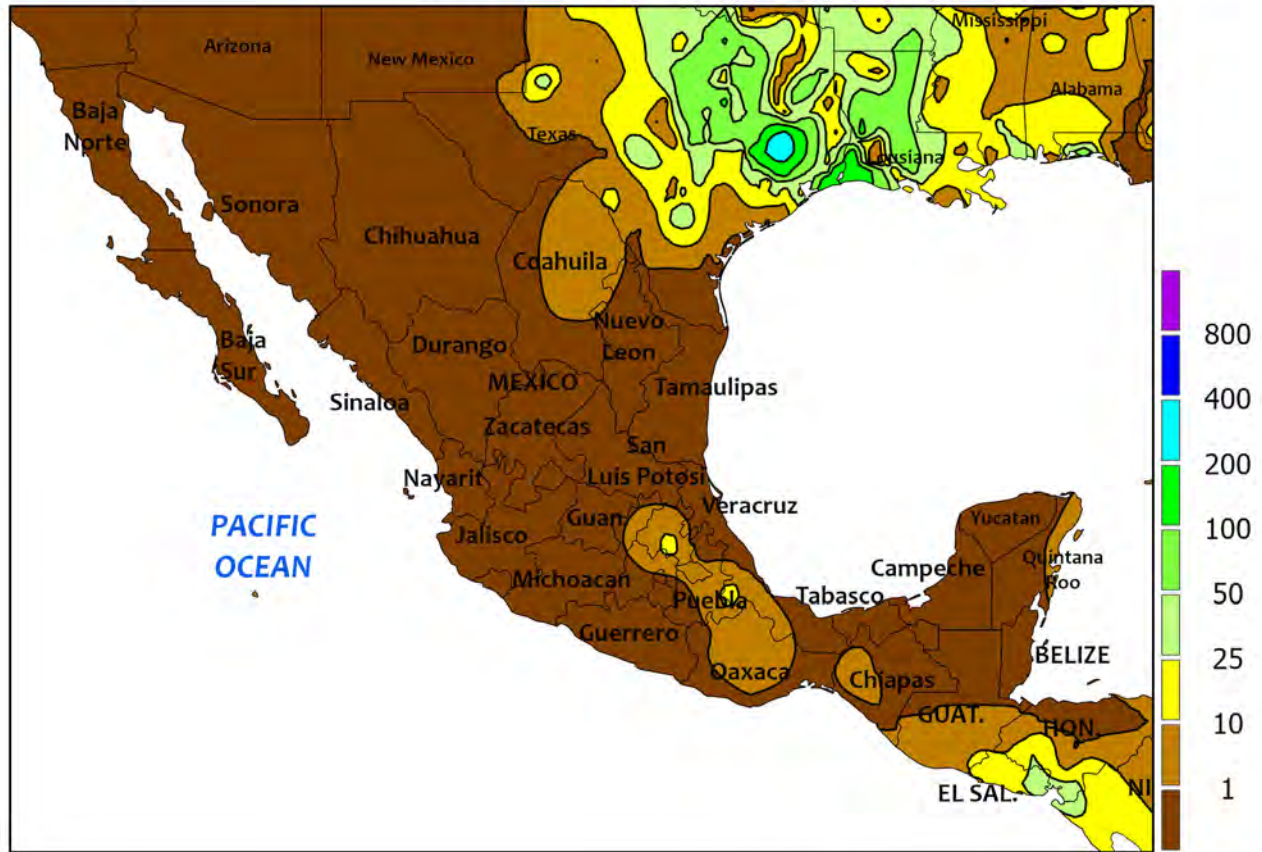 Mississippi
Arizona
New Mexico
Alabama
Baja
Norte
Texas
Lousiana
Sonora
Chihuahua
Coahuila
Nuevo
Leon
Baja
Sur
Durango
MEXICO
Tamaulipas
Sinaloa
Zacatecas
San
Luis Potosi
Nayarit
Veracruz
Guan
Jalisco
Yucatan
PACIFIC
OCEAN
Quintana
Roo
Campeche
Michoacan
Puebla
Tabasco
Guerrero
BELIZE
Oaxaca
Chiapas
GUAT.
HON.
EL SAL.
NI
800
400
200
100
50
25
10
1